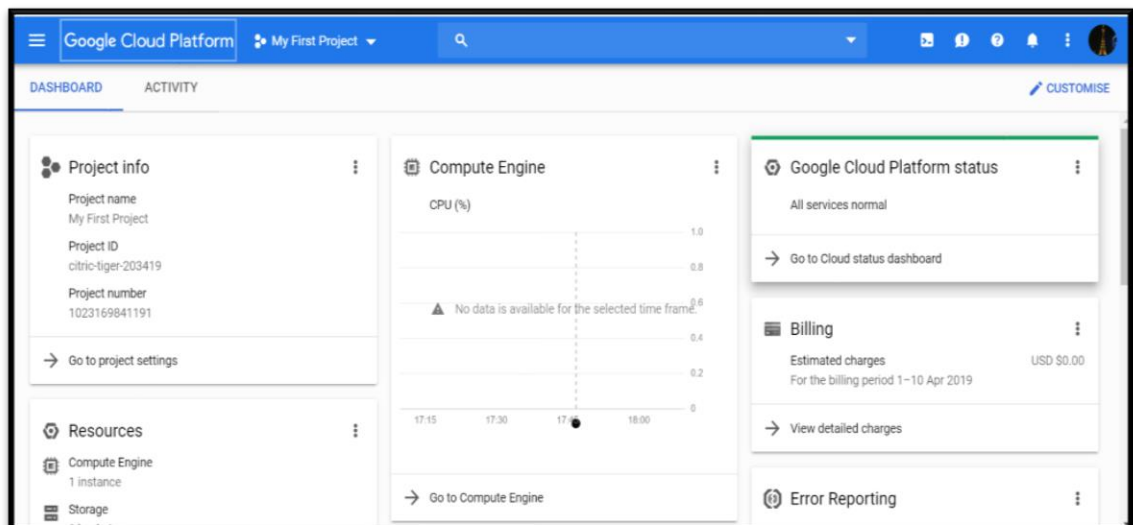 Google Cloud Platform
My First Project
DASHBOARD
ACTIVITY
CUSTOMISE
Project info
Project name
My First Project
Project ID
citric-tiger-203419
Project number
1023169841191
Go to project settings
Resources
Compute Engine
1 instance
Storage
Compute Engine
CPU (%)
1.0
0.8
No data is available for the selected time frame.
0.6
0.4
0.2
0
17:15
17:30
18:00
Go to Compute Engine
Google Cloud Platform status
All services normal
Go to Cloud status dashboard
Billing
Estimated charges
USD $0.00
For the billing period 1–10 Apr 2019
View detailed charges
Error Reporting